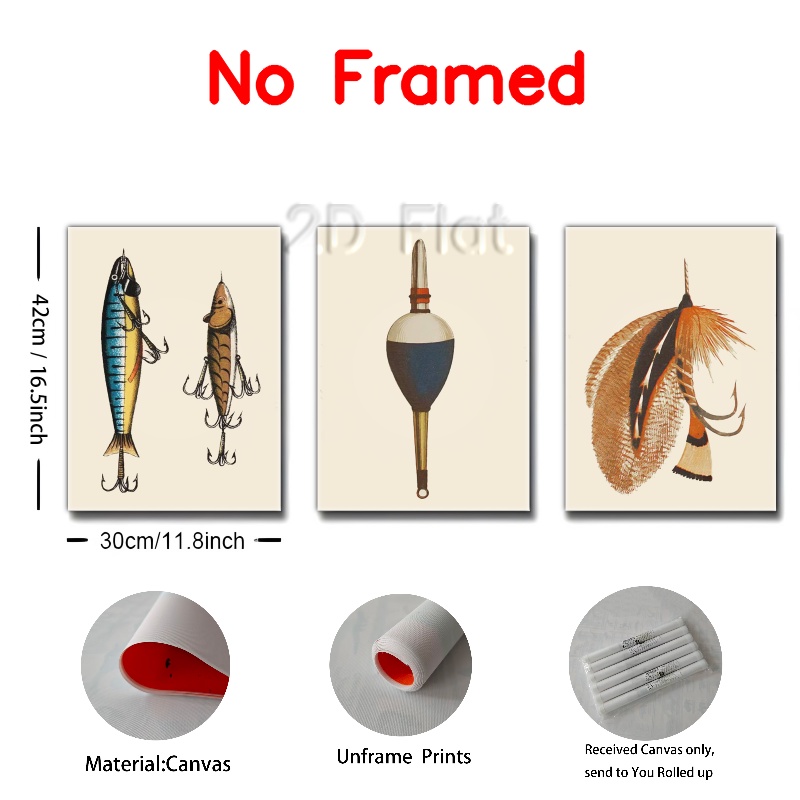 No Framed
2D Flat
42cm / 16.5inch
30cm/11.8inch
Material:Canvas
Unframe Prints
Received Canvas only,
send to You Rolled up